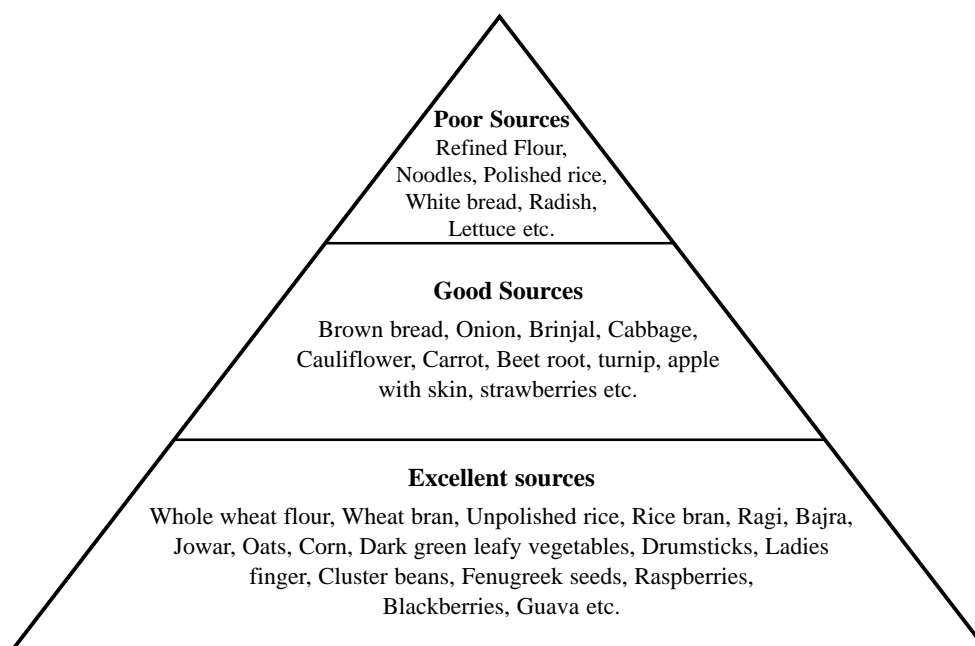 Poor Sources
Refined Flour,
Noodles, Polished rice,
White bread, Radish,
Lettuce etc.
Good Sources
Brown bread, Onion, Brinjal, Cabbage,
Cauliflower, Carrot, Beet root, turnip, apple
with skin, strawberries etc.
Excellent sources
Whole wheat flour, Wheat bran, Unpolished rice, Rice bran, Ragi, Bajra,
Jowar, Oats, Corn, Dark green leafy vegetables, Drumsticks, Ladies
finger, Cluster beans, Fenugreek seeds, Raspberries,
Blackberries, Guava etc.